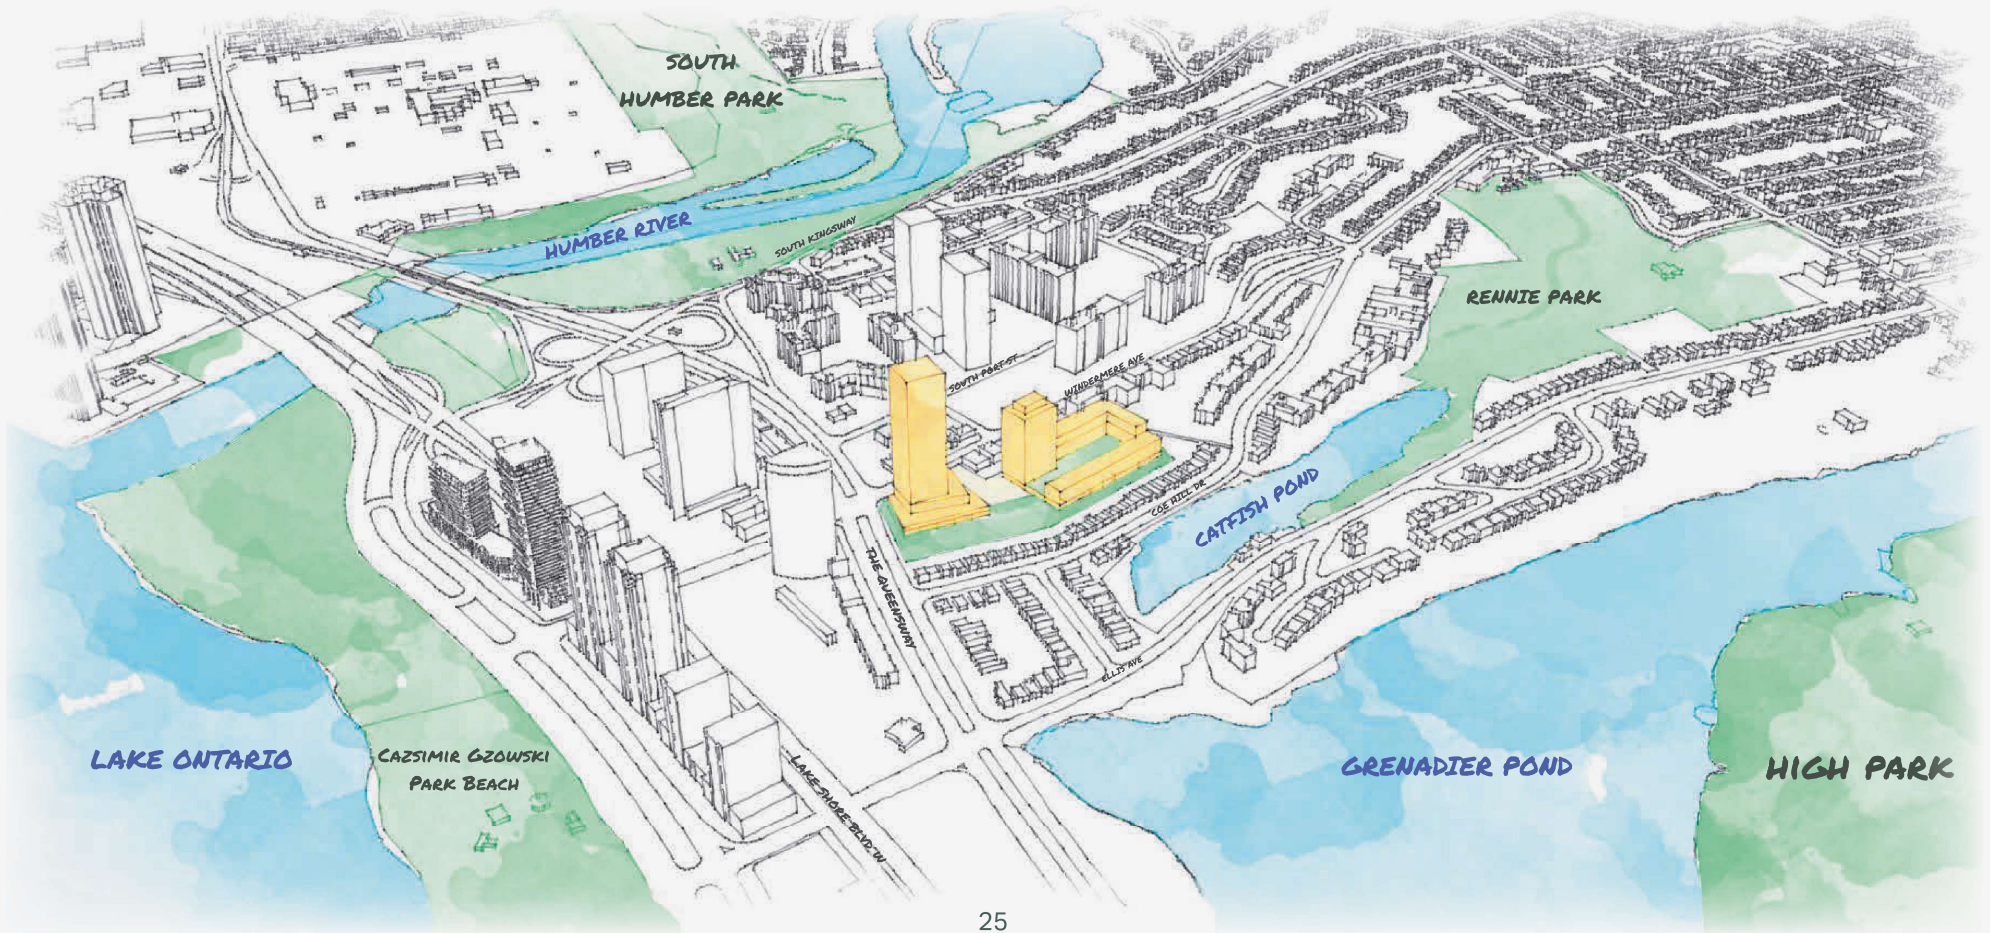 SOUTH
HUMBER PARK
HUMBER RIVER
SOUTH KINGSWAY
RENNIE PARK
SOUTH PORT ST
WINDERMERE AVE
COE HILL DR
CATFISH POND
THE QUEENSWAY
ELLIS AVE
LAKE ONTARIO
CAZSIMIR GZOWSKI
PARK BEACH
LAKE SHORE BLVD W
GRENADIER POND
HIGH PARK
25